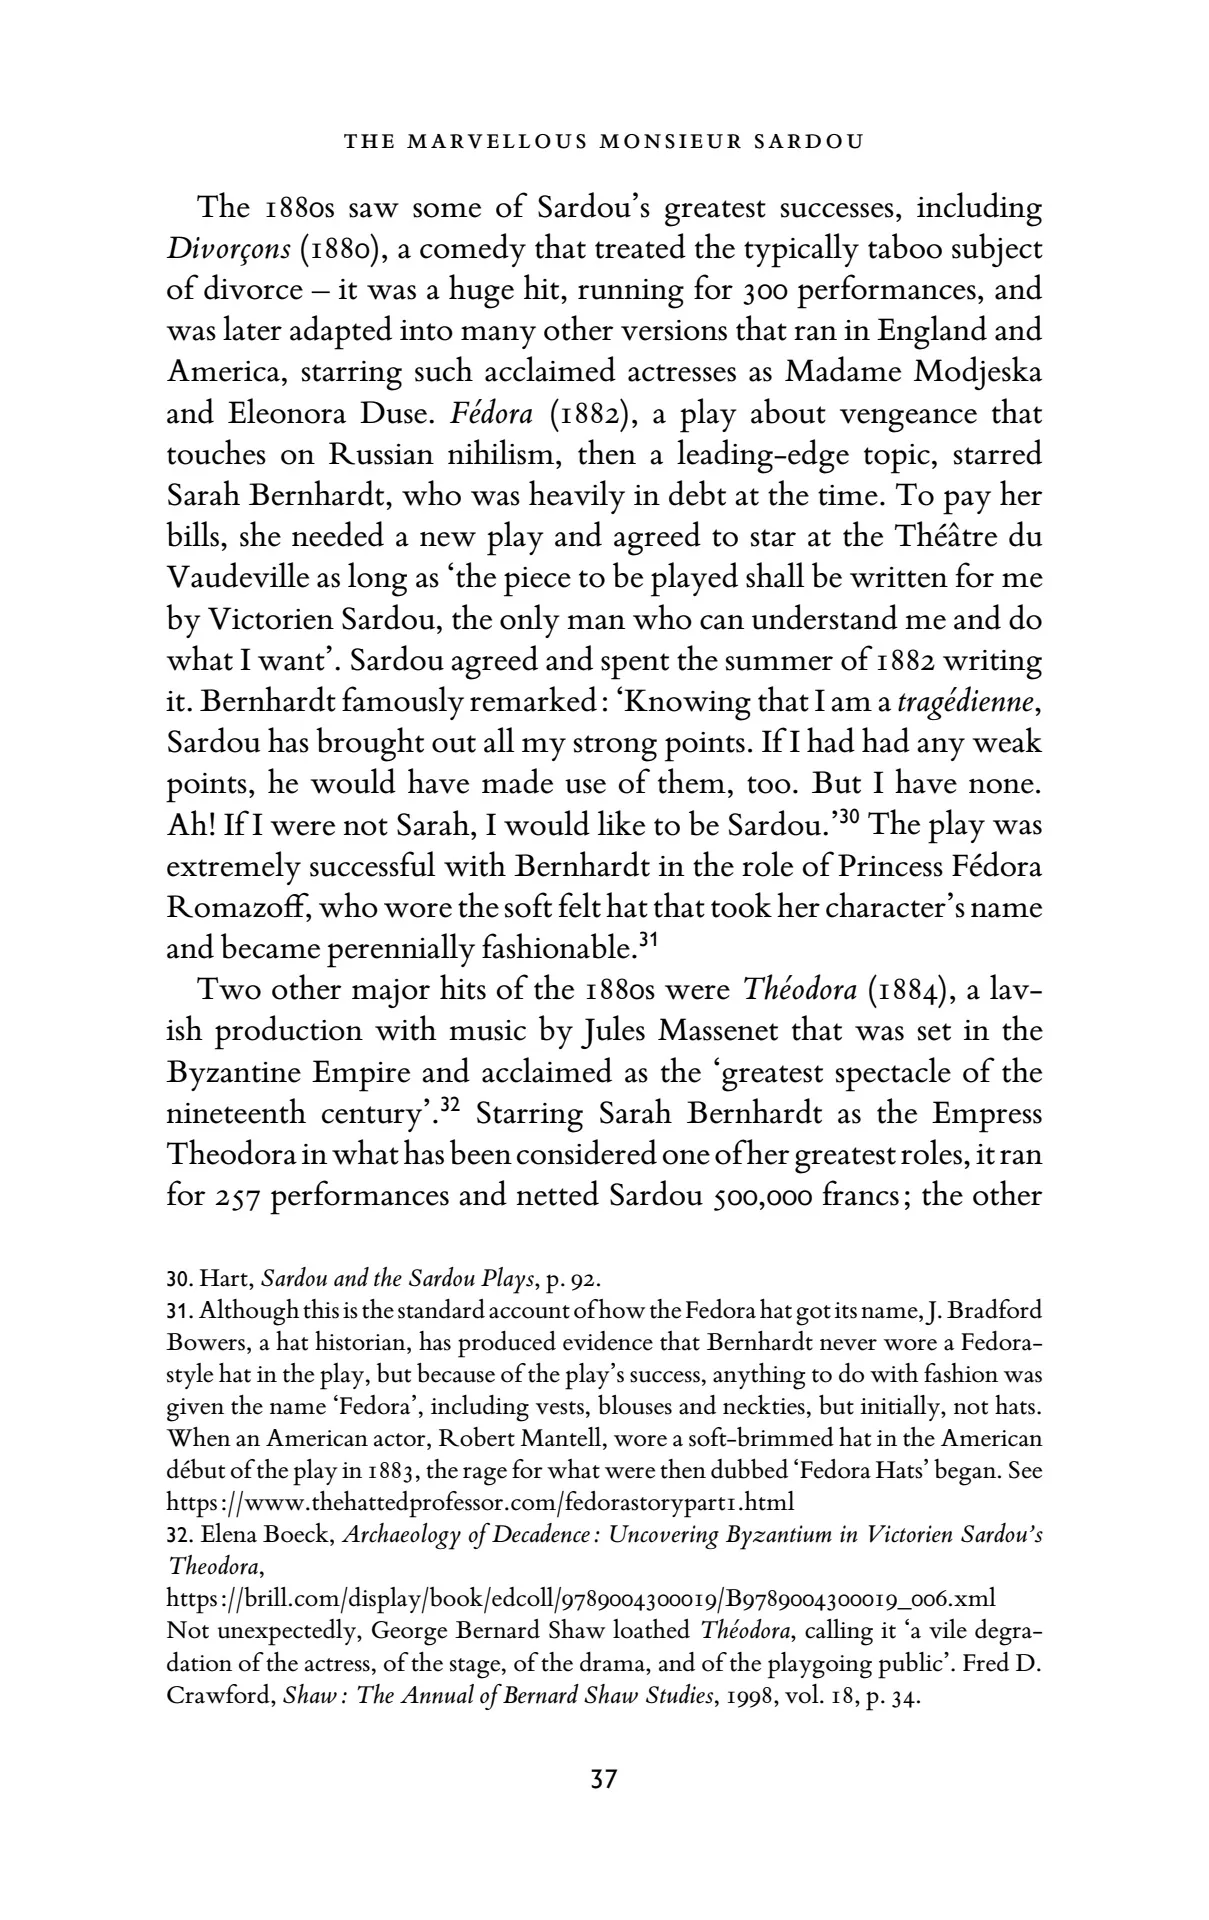 THE MARVELLOUS MONSIEUR SARDOU
The 1880s saw some of Sardou’s greatest successes, including
Divorçons (1880), a comedy that treated the typically taboo subject
of divorce – it was a huge hit, running for 300 performances, and
was later adapted into many other versions that ran in England and
America, starring such acclaimed actresses as Madame Modjeska
and Eleonora Duse. Fédora (1882), a play about vengeance that
touches on Russian nihilism, then a leading-edge topic, starred
Sarah Bernhardt, who was heavily in debt at the time. To pay her
bills, she needed a new play and agreed to star at the Théâtre du
Vaudeville as long as ‘the piece to be played shall be written for me
by Victorien Sardou, the only man who can understand me and do
what I want’. Sardou agreed and spent the summer of 1882 writing
it. Bernhardt famously remarked: ‘Knowing that I am a tragédienne,
Sardou has brought out all my strong points. If I had had any weak
points, he would have made use of them, too. But I have none.
Ah! If I were not Sarah, I would like to be Sardou.’30 The play was
extremely successful with Bernhardt in the role of Princess Fédora
Romazoff, who wore the soft felt hat that took her character’s name
and became perennially fashionable.31
Two other major hits of the 1880s were Théodora (1884), a lav-
ish production with music by Jules Massenet that was set in the
Byzantine Empire and acclaimed as the ‘greatest spectacle of the
nineteenth century’.32 Starring Sarah Bernhardt as the Empress
Theodora in what has been considered one of her greatest roles, it ran
for 257 performances and netted Sardou 500,000 francs; the other
30. Hart, Sardou and the Sardou Plays, p. 92.
31. Although this is the standard account of how the Fedora hat got its name, J. Bradford
Bowers, a hat historian, has produced evidence that Bernhardt never wore a Fedora-
style hat in the play, but because of the play’s success, anything to do with fashion was
given the name ‘Fedora’, including vests, blouses and neckties, but initially, not hats.
When an American actor, Robert Mantell, wore a soft-brimmed hat in the American
début of the play in 1883, the rage for what were then dubbed ‘Fedora Hats’ began. See
https://www.thehattedprofessor.com/fedorastorypart1.html
32. Elena Boeck, Archaeology of Decadence: Uncovering Byzantium in Victorien Sardou’s
Theodora,
https://brill.com/display/book/edcoll/9789004300019/B9789004300019_006.xml
Not unexpectedly, George Bernard Shaw loathed Théodora, calling it ‘a vile degra-
dation of the actress, of the stage, of the drama, and of the playgoing public’. Fred D.
Crawford, Shaw: The Annual of Bernard Shaw Studies, 1998, vol. 18, p. 34.
37